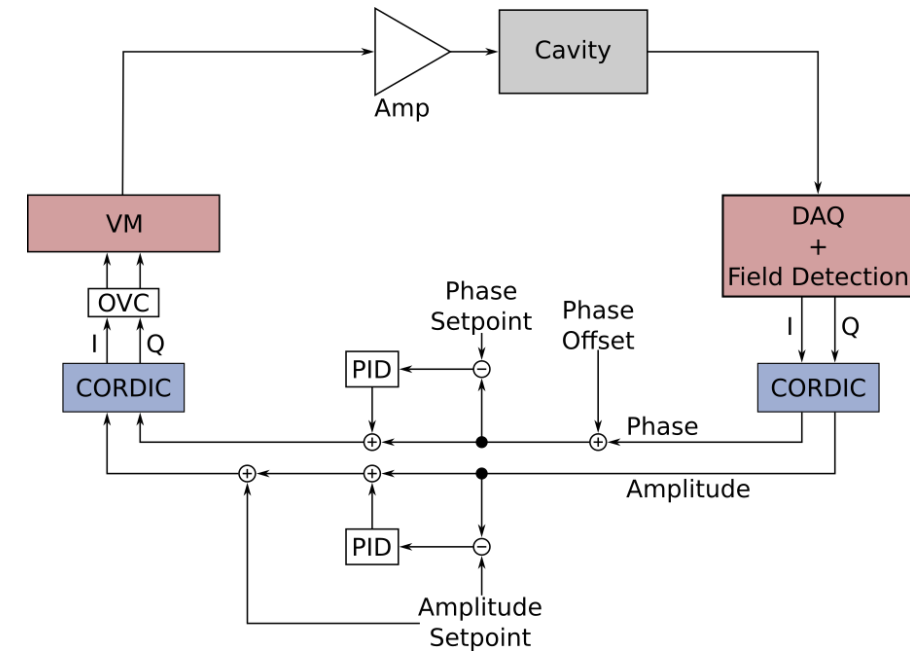 Cavity
Amp
VM
DAQ
+
Field Detection
OVC
Phase
Setpoint
Phase
Offset
I
Q
I
Q
PID
−
CORDIC
CORDIC
Phase
+
+
+
+
Amplitude
PID
−
Amplitude
Setpoint